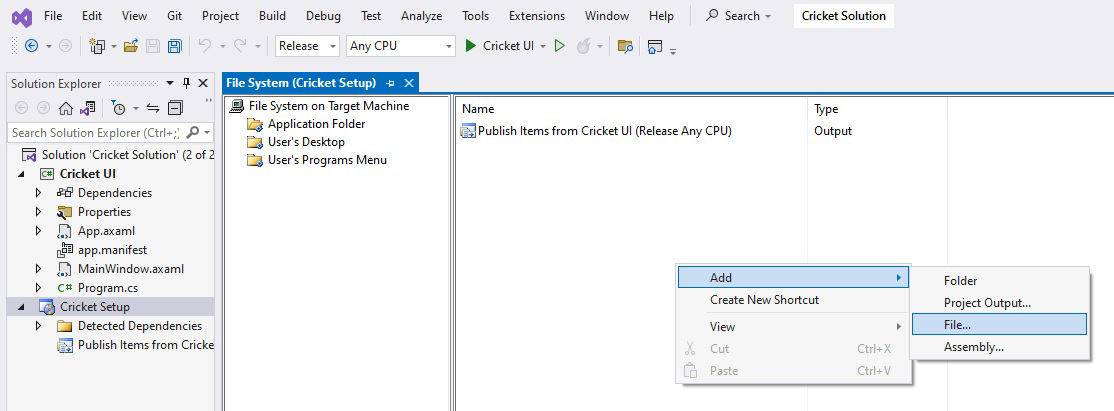 File Edit View Git Project Build Debug Test Analyze Tools Extensions Window Help Search Cricket Solution
Release Any CPU Cricket UI
Solution Explorer
Search Solution Explorer (Ctrl+;)
Solution 'Cricket Solution' (2 of 2
Cricket UI
Dependencies
Properties
App.axaml
app.manifest
MainWindow.axaml
C# Program.cs
Cricket Setup
Detected Dependencies
Publish Items from Cricke
File System (Cricket Setup)
File System on Target Machine
Application Folder
User's Desktop
User's Programs Menu
Name Type
Publish Items from Cricket UI (Release Any CPU) Output
Add
Create New Shortcut
View
Cut Ctrl+X
Paste Ctrl+V
Folder
Project Output...
File...
Assembly...